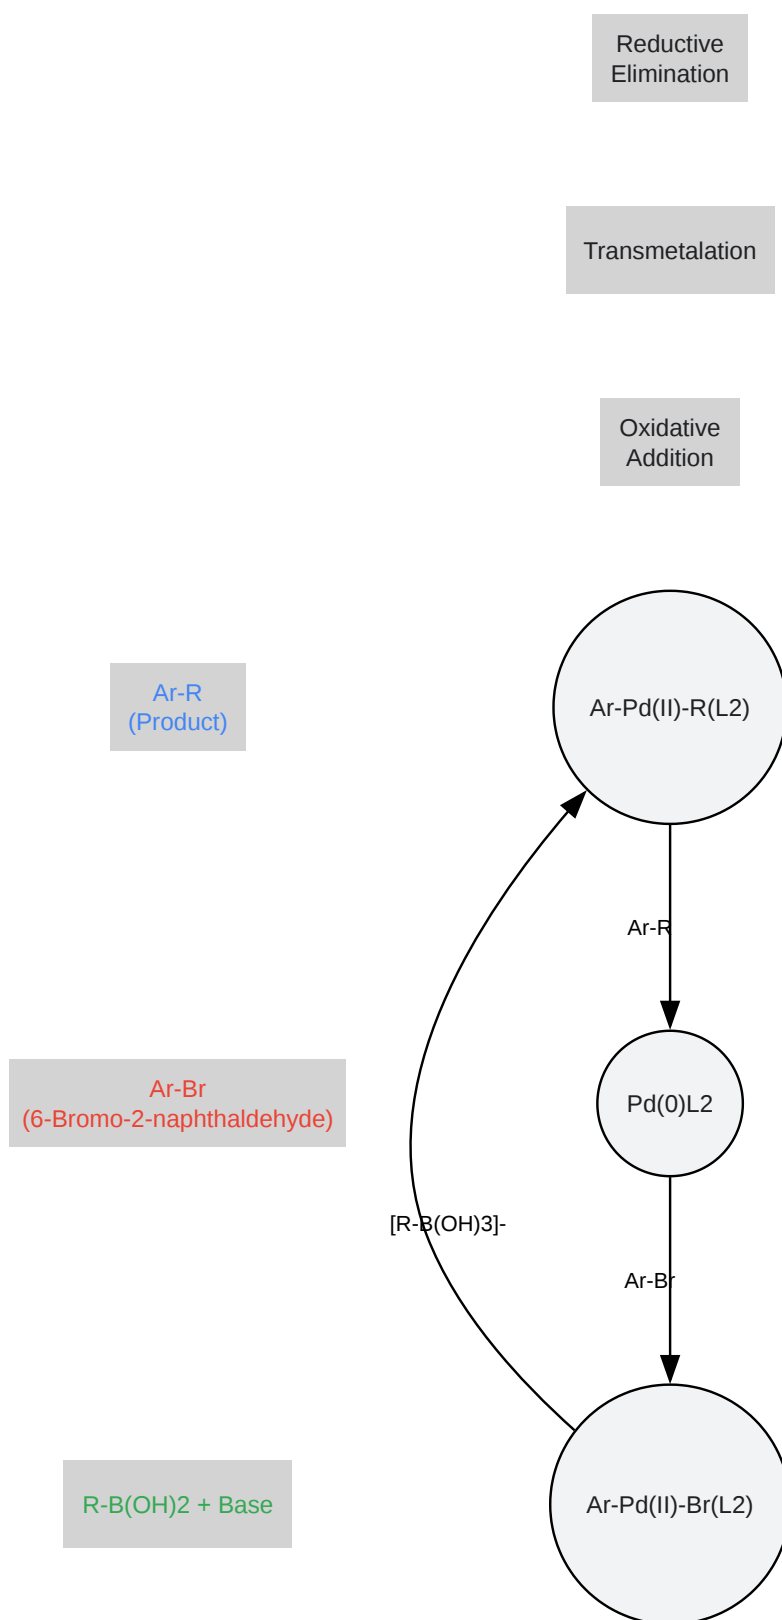 Reductive
Elimination
Transmetalation
Oxidative
Addition
Ar-R
(Product)
Ar-Pd(II)-R(L2)
Ar-R
Ar-Br
(6-Bromo-2-naphthaldehyde)
Pd(0)L2
[R-B(OH)3]-
Ar-Br
R-B(OH)2 + Base
Ar-Pd(II)-Br(L2)